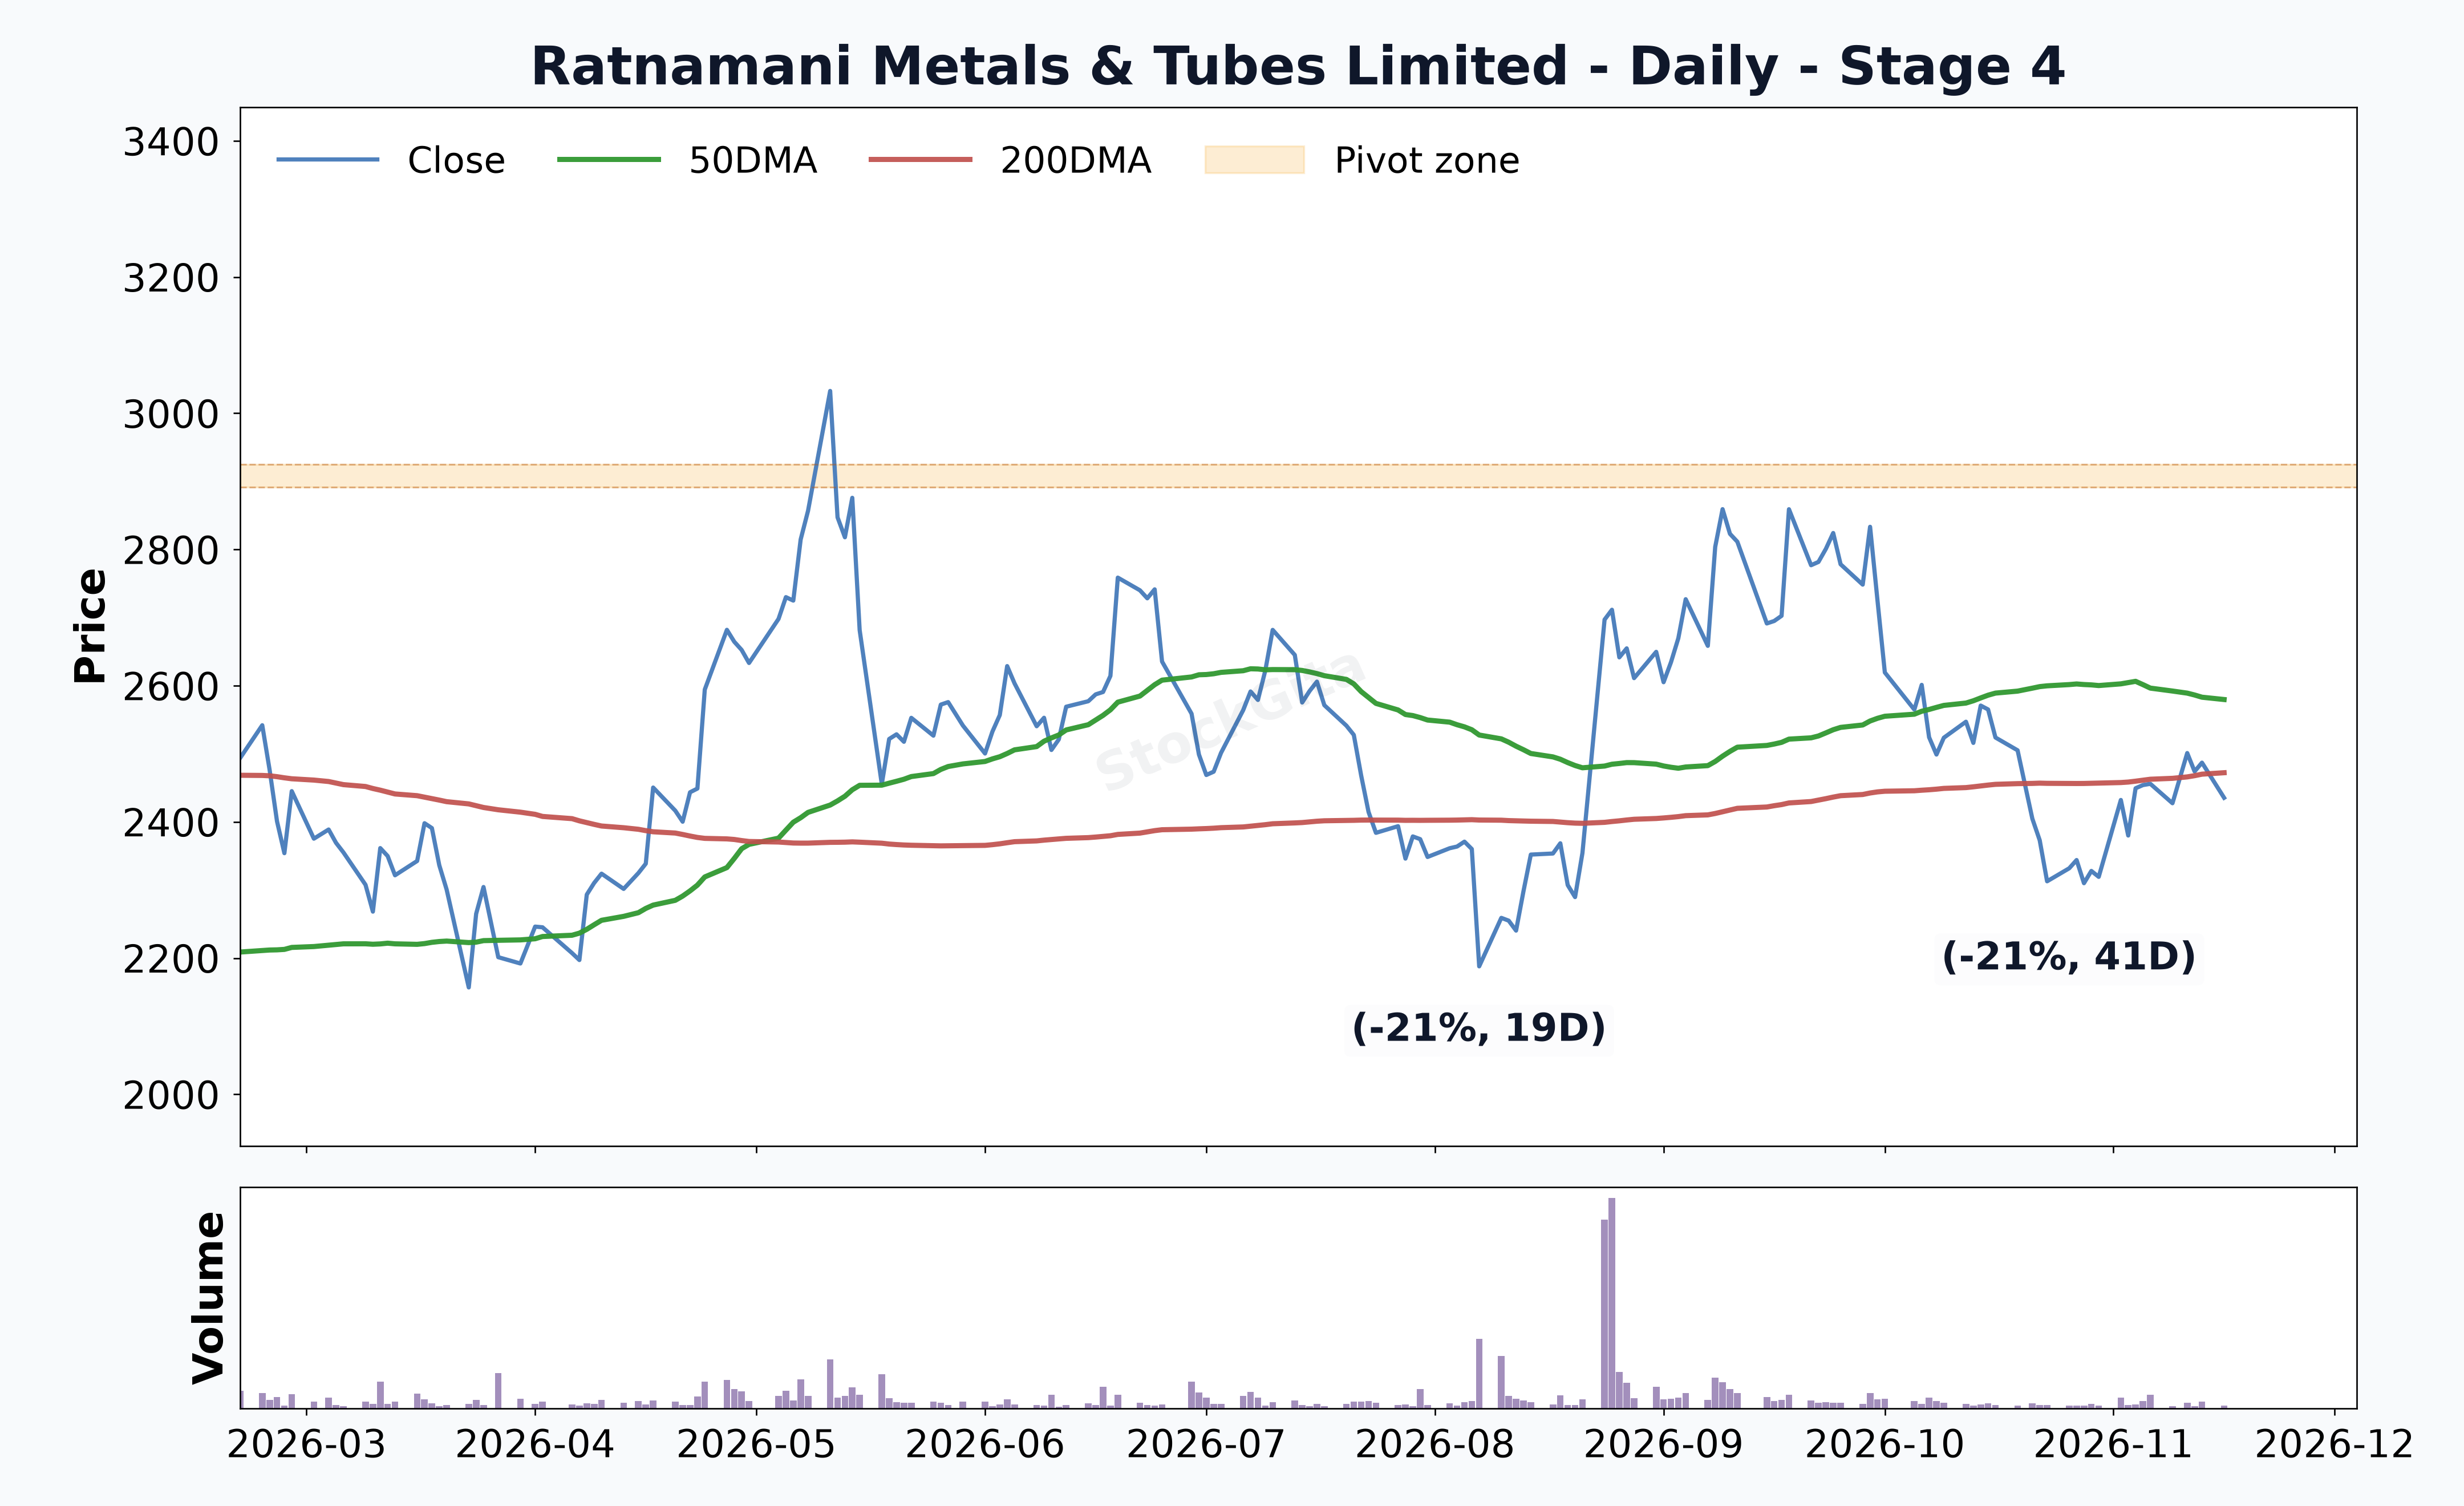 Ratnamani Metals & Tubes Limited - Daily - Stage 4
Close 50DMA 200DMA Pivot zone
3400
3200
3000
2800
2600
2400
2200
2000
Price
StockGita
(-21%, 19D)
(-21%, 41D)
Volume
2026-03 2026-04 2026-05 2026-06 2026-07 2026-08 2026-09 2026-10 2026-11 2026-12